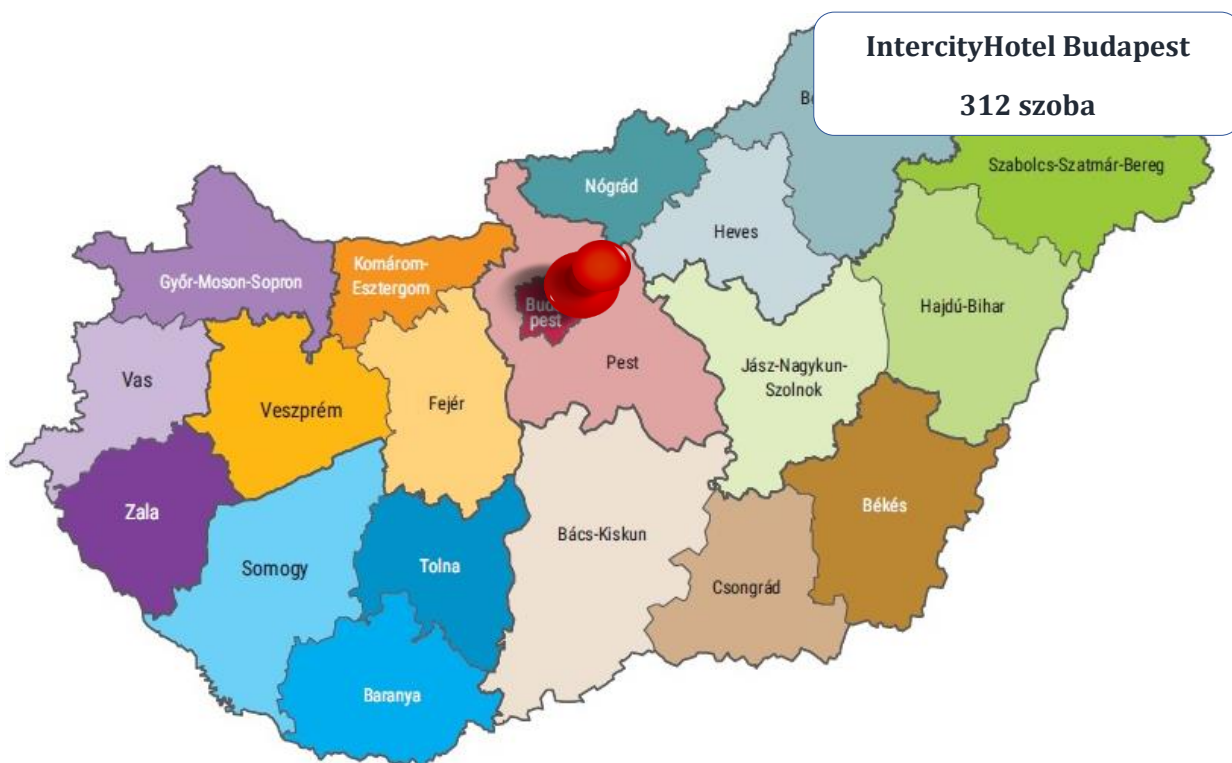 IntercityHotel Budapest
312 szoba
Szabolcs-Szatmár-Bereg
Nógrád
Heves
Győr-Moson-Sopron
Komárom-
Esztergom
Hajdú-Bihar
pest
Pest
Jász-Nagykun-
Szolnok
Vas
Veszprém
Fejér
Zala
Békés
Bács-Kiskun
Somogy
Tolna
Csongrád
Baranya